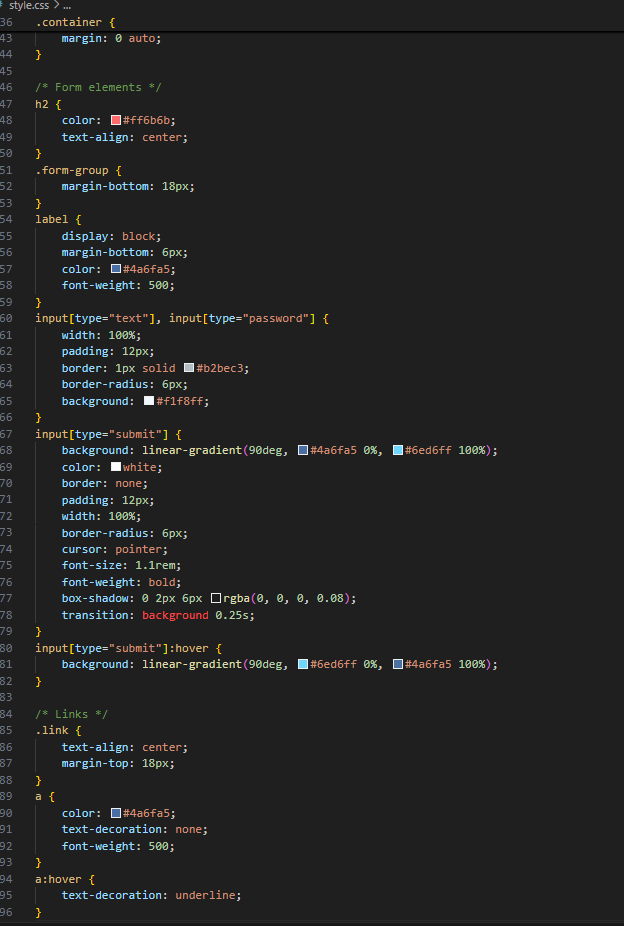 style.css > ...
36 .container {
43     margin: 0 auto;
44 }
45
46 /* Form elements */
47 h2 {
48     color: #ff6b6b;
49     text-align: center;
50 }
51 .form-group {
52     margin-bottom: 18px;
53 }
54 label {
55     display: block;
56     margin-bottom: 6px;
57     color: #4a6fa5;
58     font-weight: 500;
59 }
60 input[type="text"], input[type="password"] {
61     width: 100%;
62     padding: 12px;
63     border: 1px solid #b2bec3;
64     border-radius: 6px;
65     background: #f1f8ff;
66 }
67 input[type="submit"] {
68     background: linear-gradient(90deg, #4a6fa5 0%, #6ed6ff 100%);
69     color: white;
70     border: none;
71     padding: 12px;
72     width: 100%;
73     border-radius: 6px;
74     cursor: pointer;
75     font-size: 1.1rem;
76     font-weight: bold;
77     box-shadow: 0 2px 6px rgba(0, 0, 0, 0.08);
78     transition: background 0.25s;
79 }
80 input[type="submit"]:hover {
81     background: linear-gradient(90deg, #6ed6ff 0%, #4a6fa5 100%);
82 }
83
84 /* Links */
85 .link {
86     text-align: center;
87     margin-top: 18px;
88 }
89 a {
90     color: #4a6fa5;
91     text-decoration: none;
92     font-weight: 500;
93 }
94 a:hover {
95     text-decoration: underline;
96 }